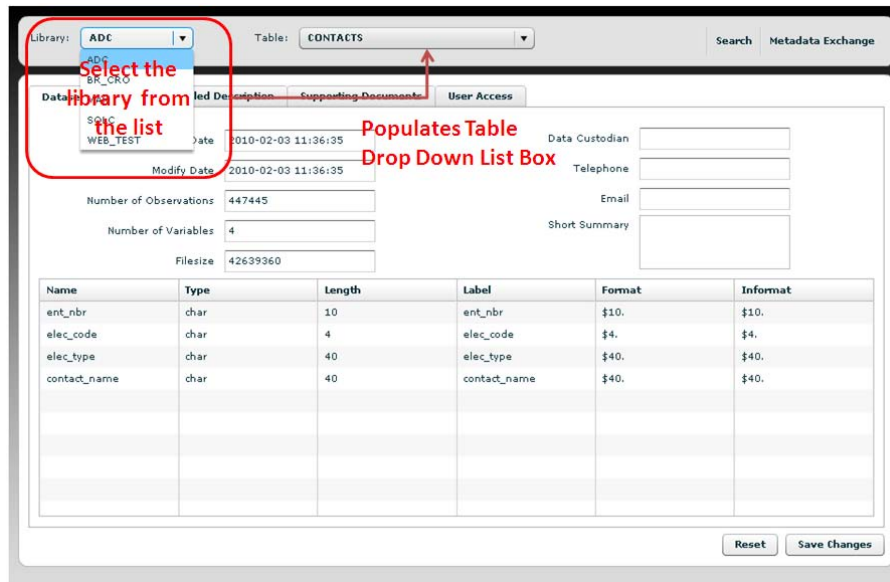 Library: ADC Table: CONTACTS Search Metadata Exchange
ADC
BR_CRO
SQLC
WEB_TEST
Select the
library from
the list
Populates Table
Drop Down List Box
Description Supporting Documents User Access
Date 2010-02-03 11:36:35 Data Custodian
Modify Date 2010-02-03 11:36:35 Telephone
Number of Observations 447445 Email
Number of Variables 4 Short Summary
Filesize 42639360
Name Type Length Label Format Informat
ent_nbr char 10 ent_nbr $10. $10.
elec_code char 4 elec_code $4. $4.
elec_type char 40 elec_type $40. $40.
contact_name char 40 contact_name $40. $40.
Reset Save Changes